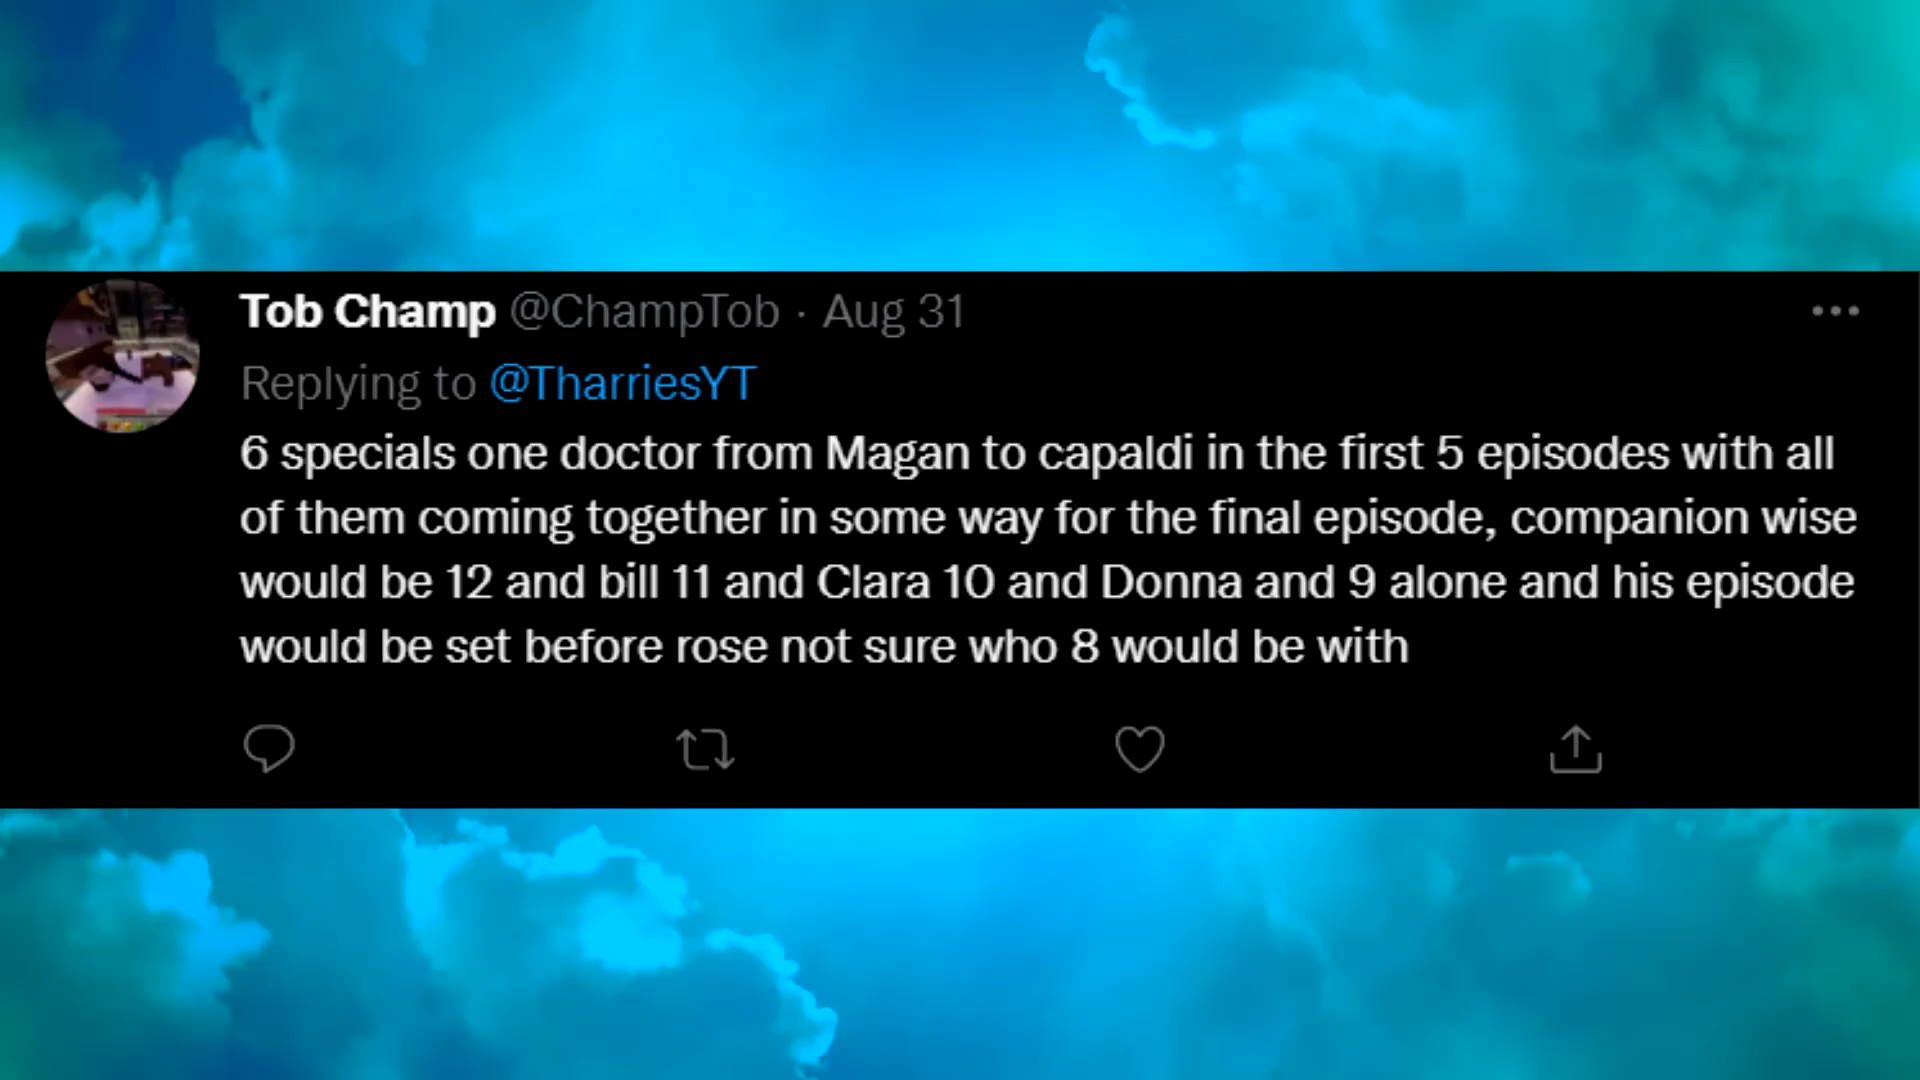 Tob Champ @ChampTob · Aug 31
Replying to @TharriesYT
6 specials one doctor from Magan to capaldi in the first 5 episodes with all
of them coming together in some way for the final episode, companion wise
would be 12 and bill 11 and Clara 10 and Donna and 9 alone and his episode
would be set before rose not sure who 8 would be with